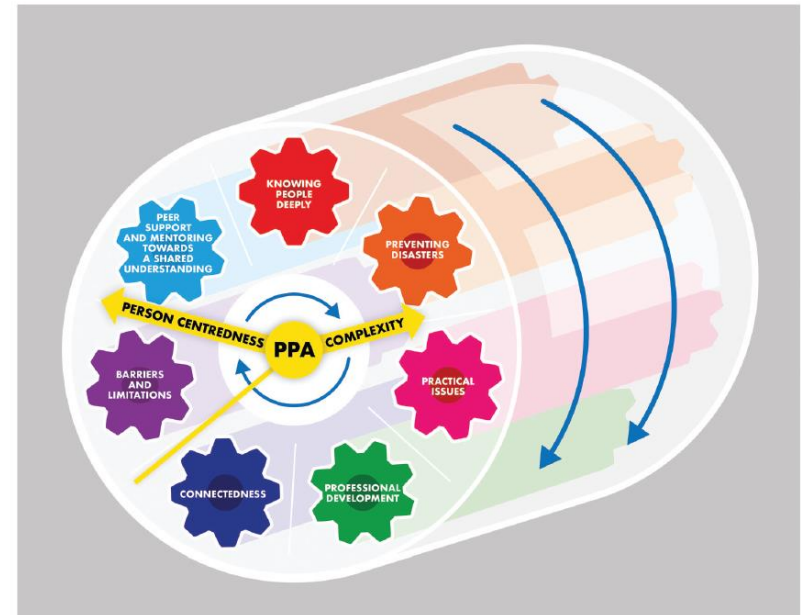 KNOWING
PEOPLE
DEEPLY
PEER
SUPPORT
AND MENTORING
TOWARDS
A SHARED
UNDERSTANDING
PREVENTING
DISASTERS
PERSON CENTREDNESS
PPA
COMPLEXITY
BARRIERS
AND
LIMITATIONS
PRACTICAL
ISSUES
CONNECTEDNESS
PROFESSIONAL
DEVELOPMENT